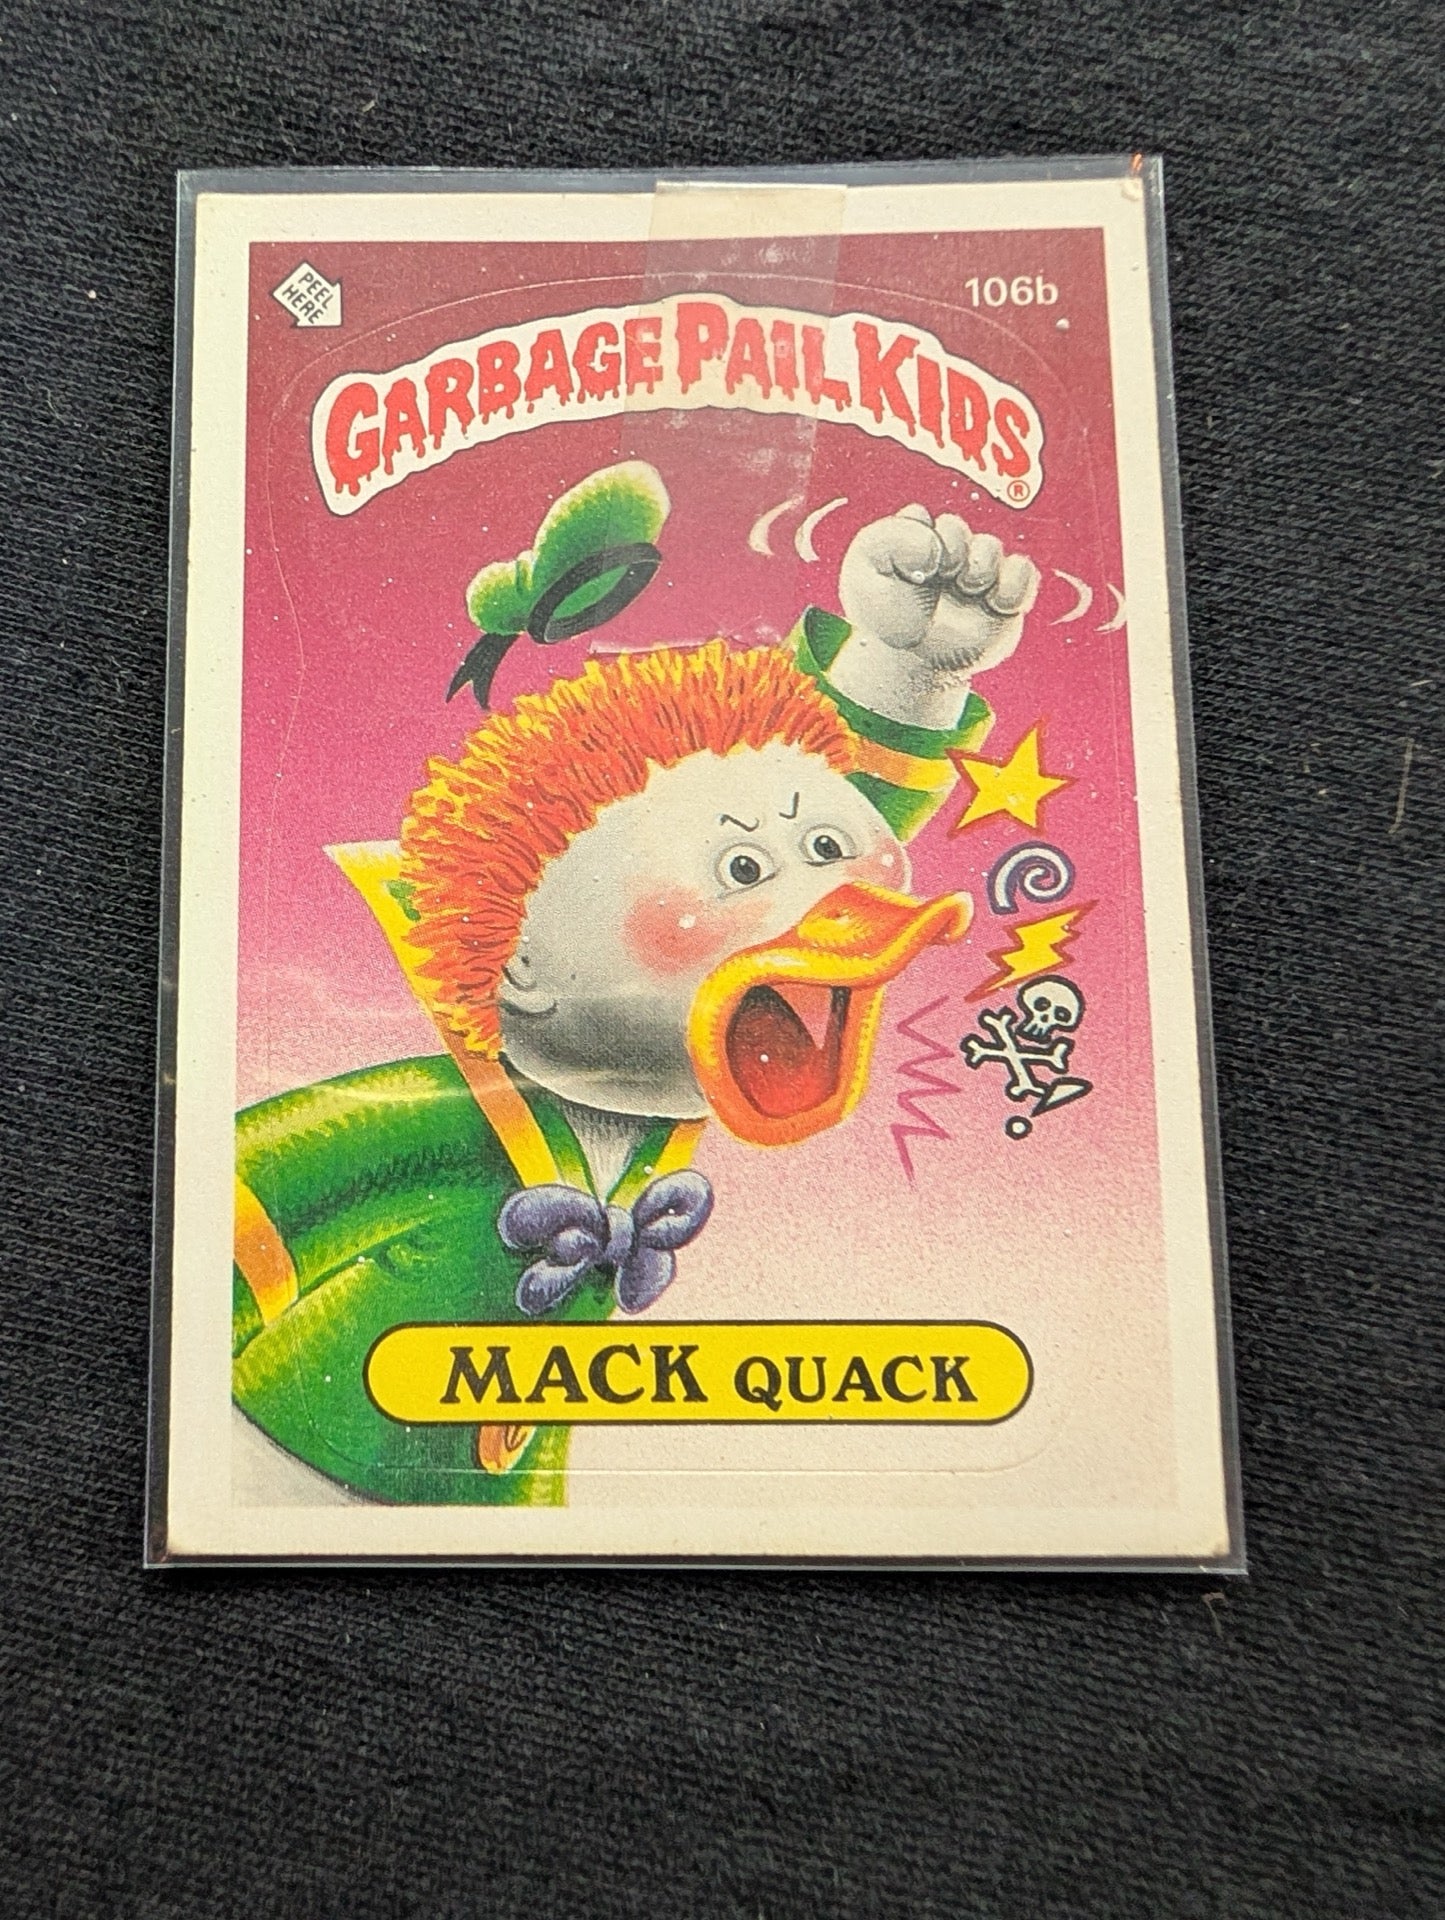 PEEL
HERE
106b
GARBAGE PAIL KIDS
®
MACK QUACK